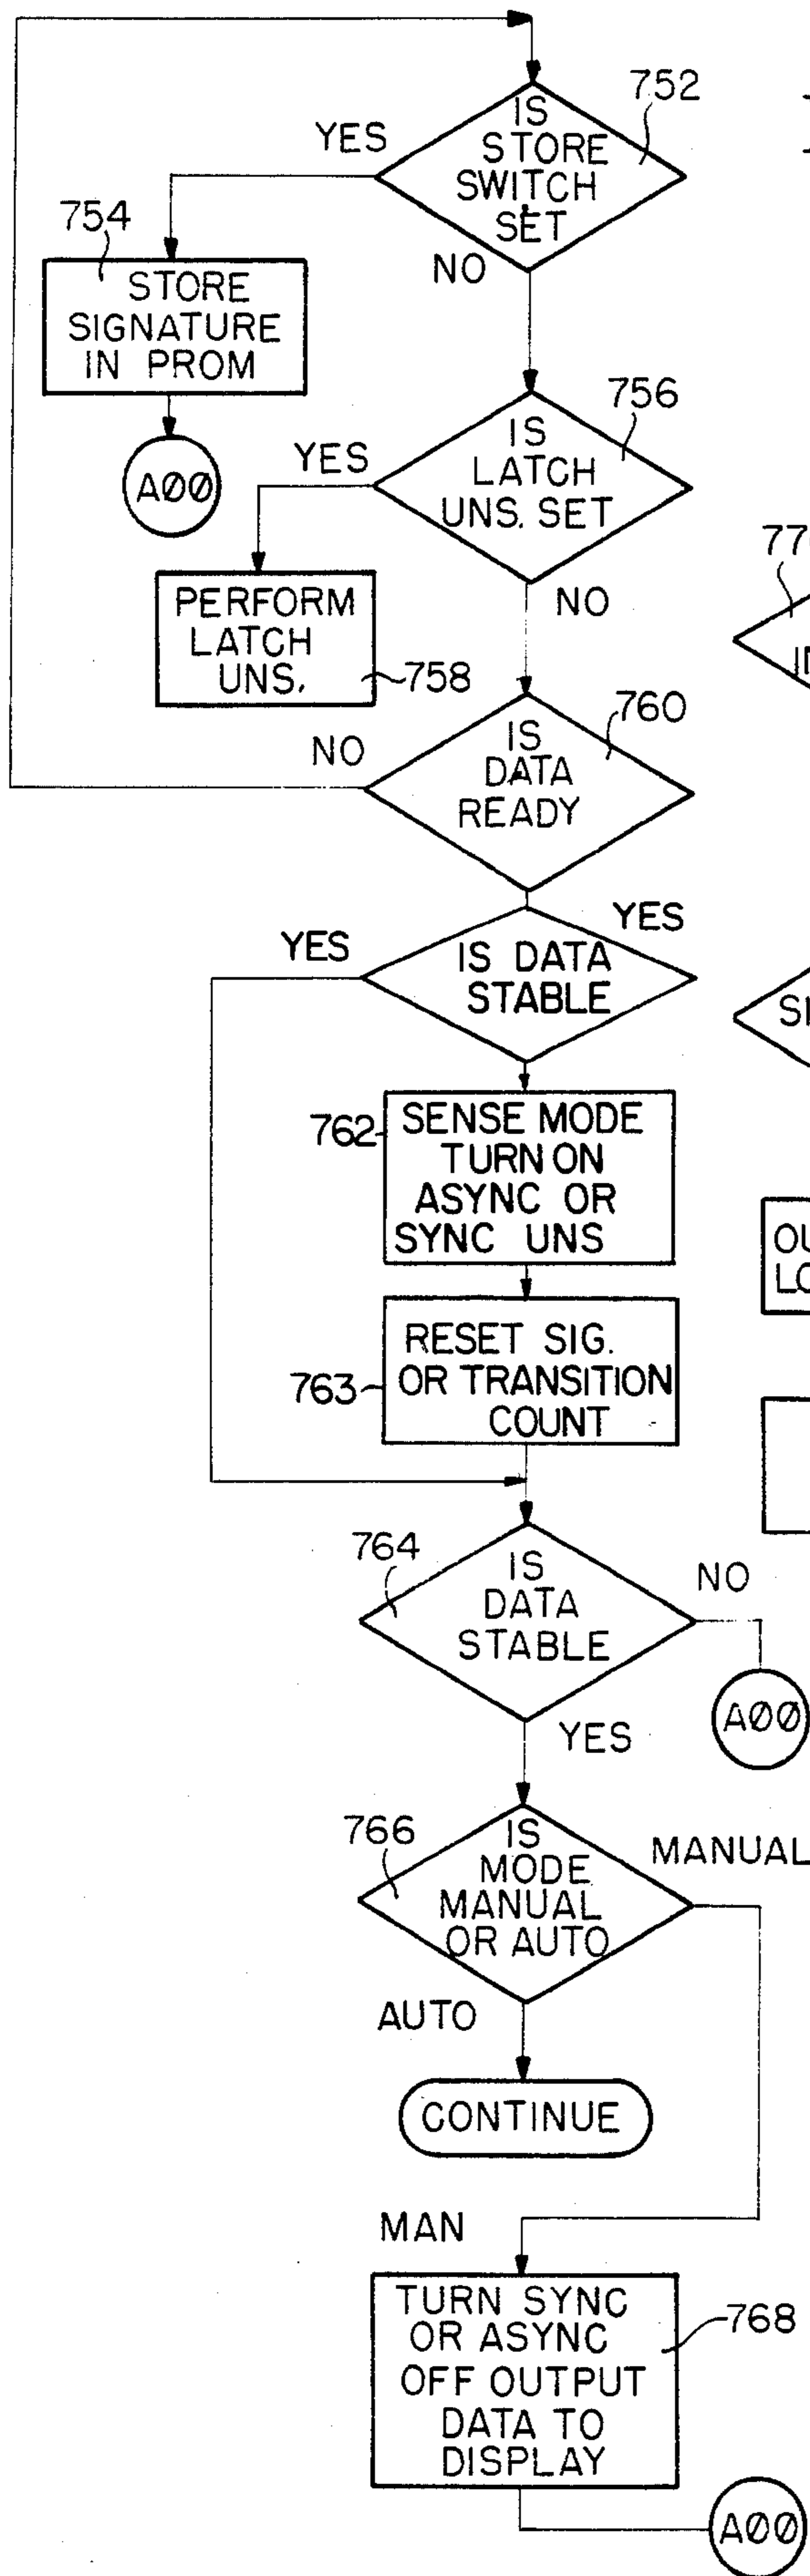 752
IS
STORE
SWITCH
SET
YES
NO
754
STORE
SIGNATURE
IN PROM
AØØ
756
IS
LATCH
UNS. SET
YES
NO
PERFORM
LATCH
UNS.
758
760
IS
DATA
READY
NO
YES
IS DATA
STABLE
YES
762
SENSE MODE
TURN ON
ASYNC OR
SYNC UNS
763
RESET SIG.
OR TRANSITION
COUNT
764
IS
DATA
STABLE
NO
AØØ
YES
766
IS
MODE
MANUAL
OR AUTO
MANUAL
AUTO
CONTINUE
MAN
TURN SYNC
OR ASYNC
OFF OUTPUT
DATA TO
DISPLAY
768
AØØ